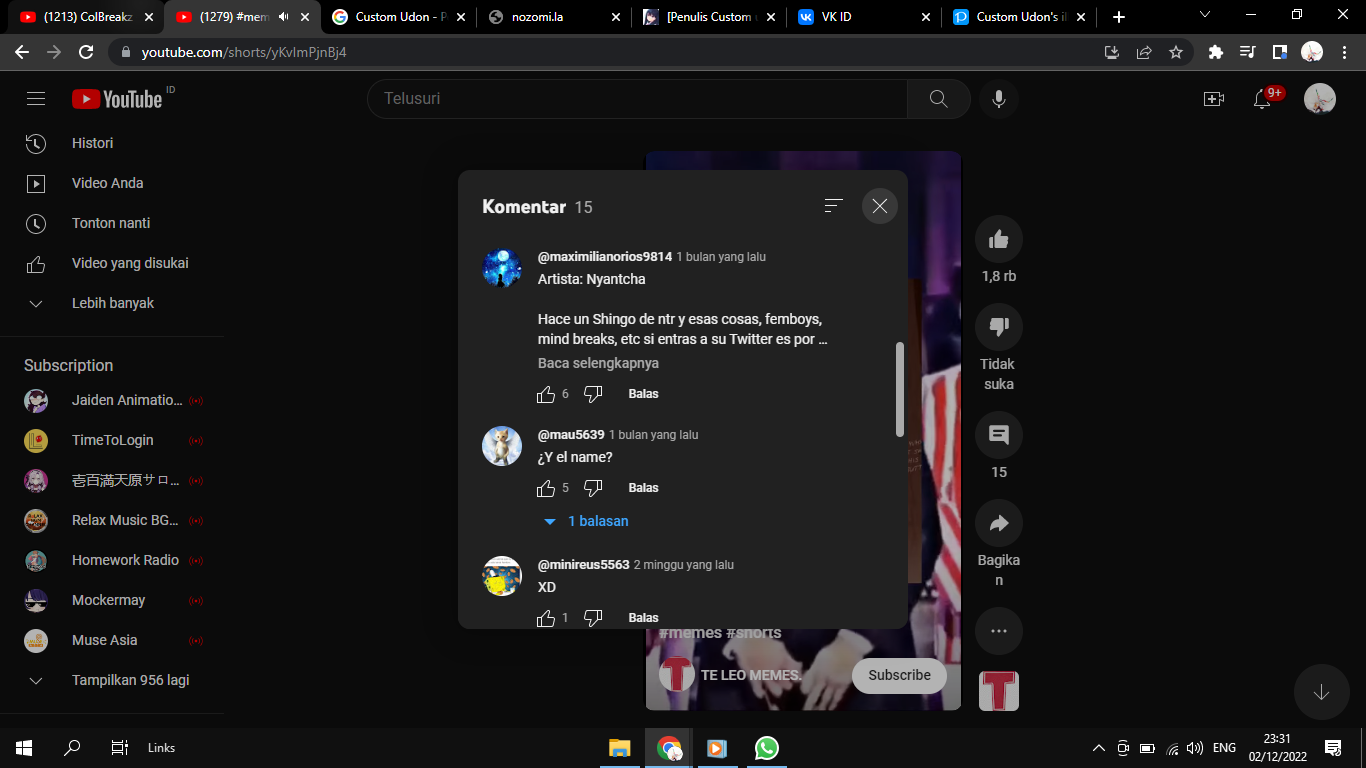 (1213) ColBreakz
(1279) #mem
Custom Udon - P
nozomi.la
[Penulis Custom
VK ID
Custom Udon's il
youtube.com/shorts/yKvlmPjnBj4
YouTube ID
Telusuri
9+
Histori
Video Anda
Tonton nanti
Video yang disukai
Lebih banyak
Subscription
Jaiden Animatio...
TimeToLogin
壱百満天原サロ...
Relax Music BG...
Homework Radio
Mockermay
Muse Asia
Tampilkan 956 lagi
Komentar 15
@maximilianorios9814 1 bulan yang lalu
Artista: Nyantcha
Hace un Shingo de ntr y esas cosas, femboys,
mind breaks, etc si entras a su Twitter es por ...
Baca selengkapnya
6 Balas
@mau5639 1 bulan yang lalu
¿Y el name?
5 Balas
1 balasan
@minireus5563 2 minggu yang lalu
XD
1 Balas
#memes #shorts
T TE LEO MEMES.
Subscribe
1,8 rb
Tidak
suka
15
Bagika
n
T
Links
ENG
23:31
02/12/2022